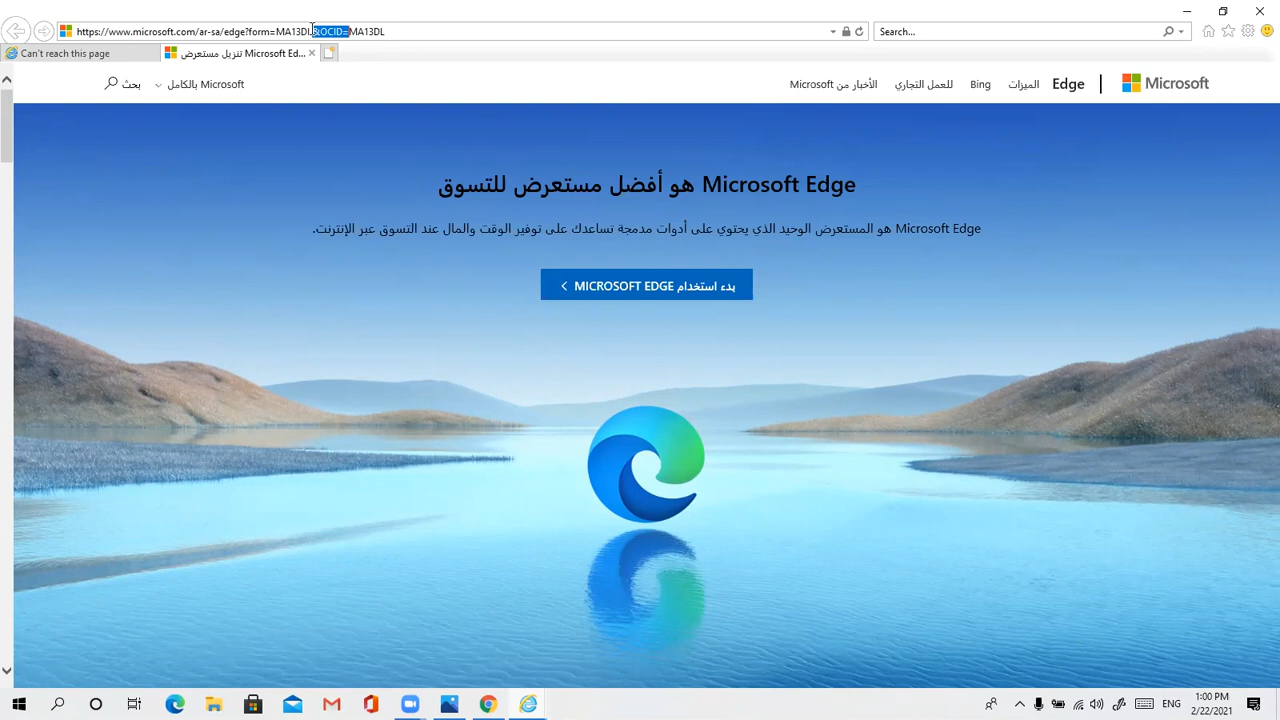 https://www.microsoft.com/ar-sa/edge?form=MA13DL&OCID=MA13DL
Search...
Can't reach this page
تنزيل مستعرض Microsoft Ed...
Microsoft
Edge
الميزات
Bing
للعمل التجاري
الأخبار من Microsoft
Microsoft بالكامل
بحث
Microsoft Edge هو أفضل مستعرض للتسوق
Microsoft Edge هو المستعرض الوحيد الذي يحتوي على أدوات مدمجة تساعدك على توفير الوقت والمال عند التسوق عبر الإنترنت.
بدء استخدام MICROSOFT EDGE
ENG
1:00 PM
2/22/2021